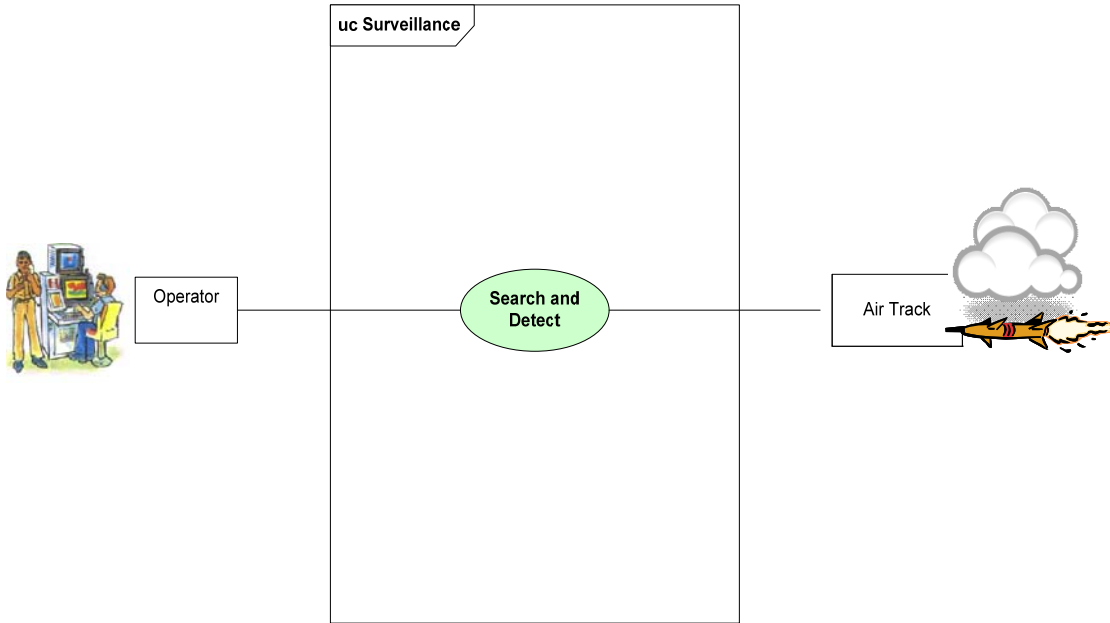 uc Surveillance
Operator
Search and
Detect
Air Track